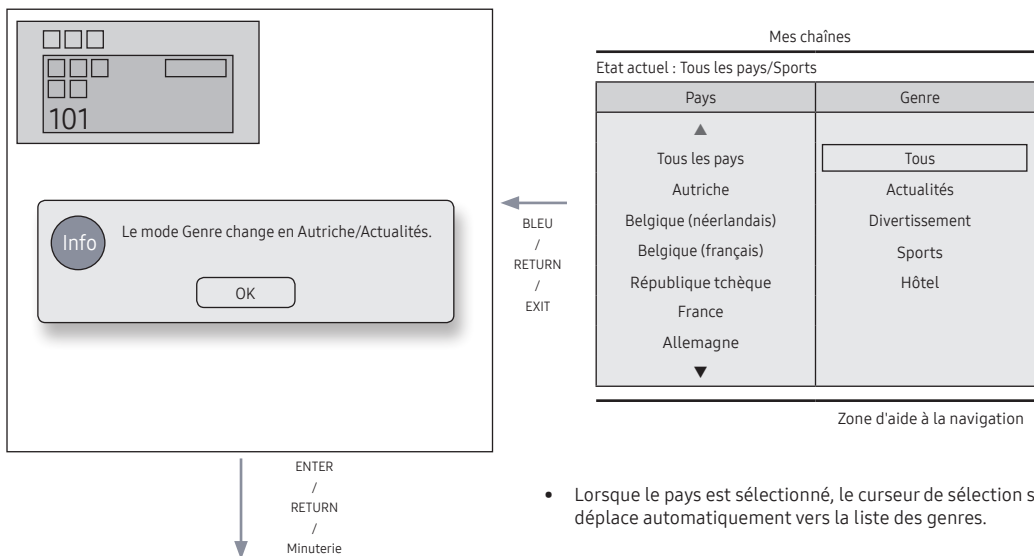 101
Info
Le mode Genre change en Autriche/Actualités.
OK
BLEU
/
RETURN
/
EXIT
Mes chaînes
Etat actuel : Tous les pays/Sports
Pays Genre
▲
Tous les pays Tous
Autriche Actualités
Belgique (néerlandais) Divertissement
Belgique (français) Sports
République tchèque Hôtel
France
Allemagne
▼
Zone d'aide à la navigation
ENTER
/
RETURN
/
Minuterie
• Lorsque le pays est sélectionné, le curseur de sélection s
déplace automatiquement vers la liste des genres.